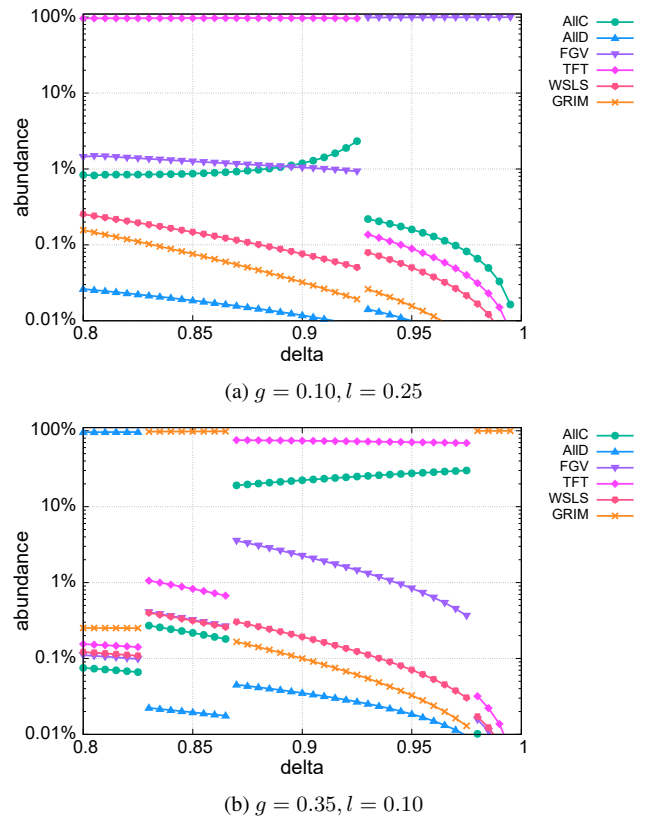 100%
10%
1%
0.1%
0.01%
abundance
0.8
0.85
0.9
0.95
1
delta
AllC
AllD
FGV
TFT
WSLS
GRIM
(a) g = 0.10, l = 0.25
100%
10%
1%
0.1%
0.01%
abundance
0.8
0.85
0.9
0.95
1
delta
AllC
AllD
FGV
TFT
WSLS
GRIM
(b) g = 0.35, l = 0.10